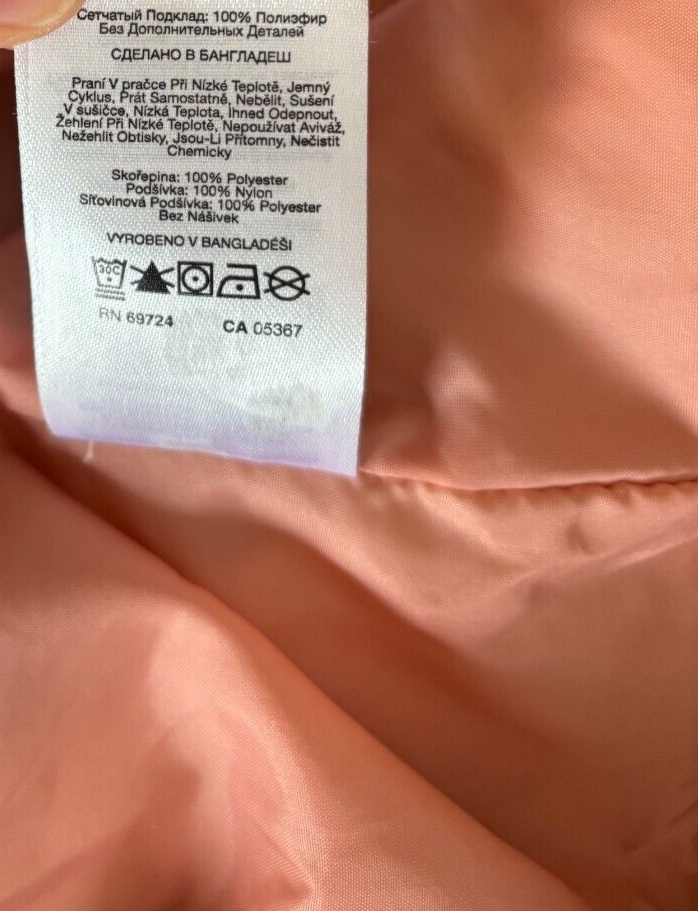 Сетчатый Подклад: 100% Полиэфир
Без Дополнительных Деталей
СДЕЛАНО В БАНГЛАДЕШ
Praní V pračce Při Nízké Teplotě, Jemný
Cyklus, Prát Samostatně, Nebělit, Sušení
V sušičce, Nízká Teplota, Ihned Odepnout,
Žehlení Při Nízké Teplotě, Nepoužívat Aviváž,
Nežehlit Obtisky, Jsou-Li Přítomny, Nečistit
Chemicky
Skořepina: 100% Polyester
Podšívka: 100% Nylon
Síťovinová Podšívka: 100% Polyester
Bez Nášivek
VYROBENO V BANGLADÉŠI
30C
RN 69724 CA 05367